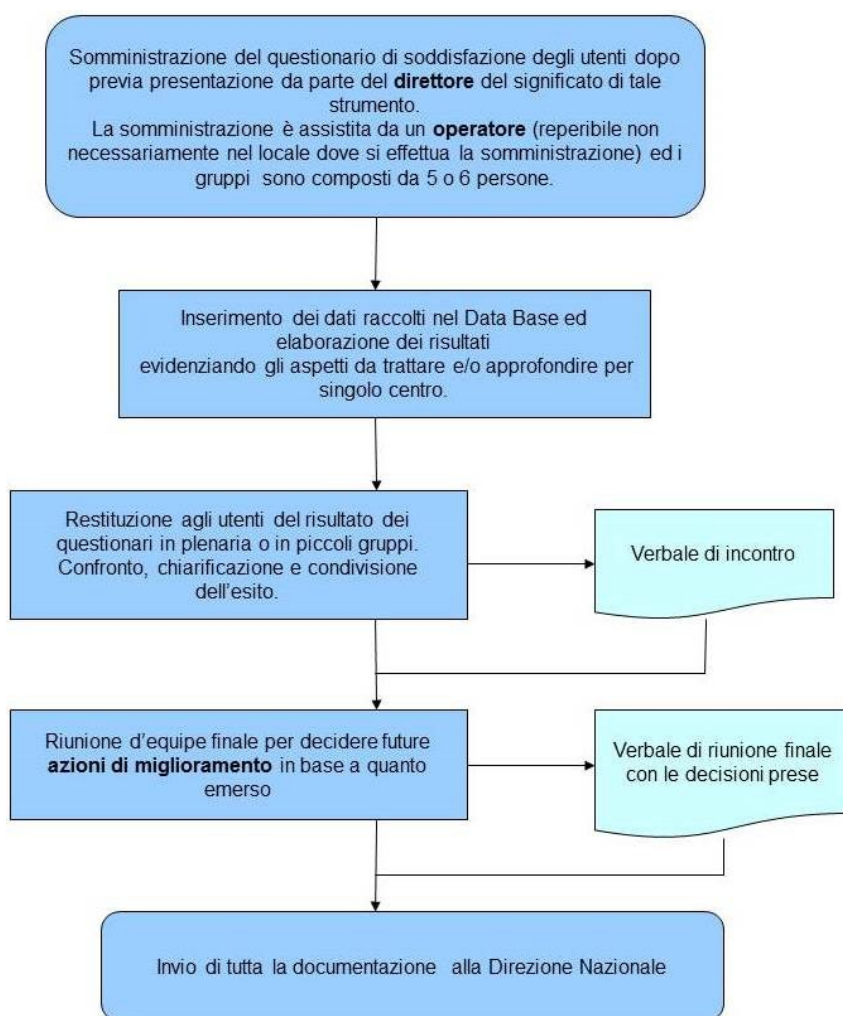 Somministrazione del questionario di soddisfazione degli utenti dopo
previa presentazione da parte del direttore del significato di tale
strumento.
La somministrazione è assistita da un operatore (reperibile non
necessariamente nel locale dove si effettua la somministrazione) ed i
gruppi sono composti da 5 o 6 persone.
Inserimento dei dati raccolti nel Data Base ed
elaborazione dei risultati
evidenziando gli aspetti da trattare e/o approfondire per
singolo centro.
Restituzione agli utenti del risultato dei
questionari in plenaria o in piccoli gruppi.
Confronto, chiarificazione e condivisione
dell'esito.
Verbale di incontro
Riunione d'equipe finale per decidere future
azioni di miglioramento in base a quanto
emerso
Verbale di riunione finale
con le decisioni prese
Invio di tutta la documentazione alla Direzione Nazionale